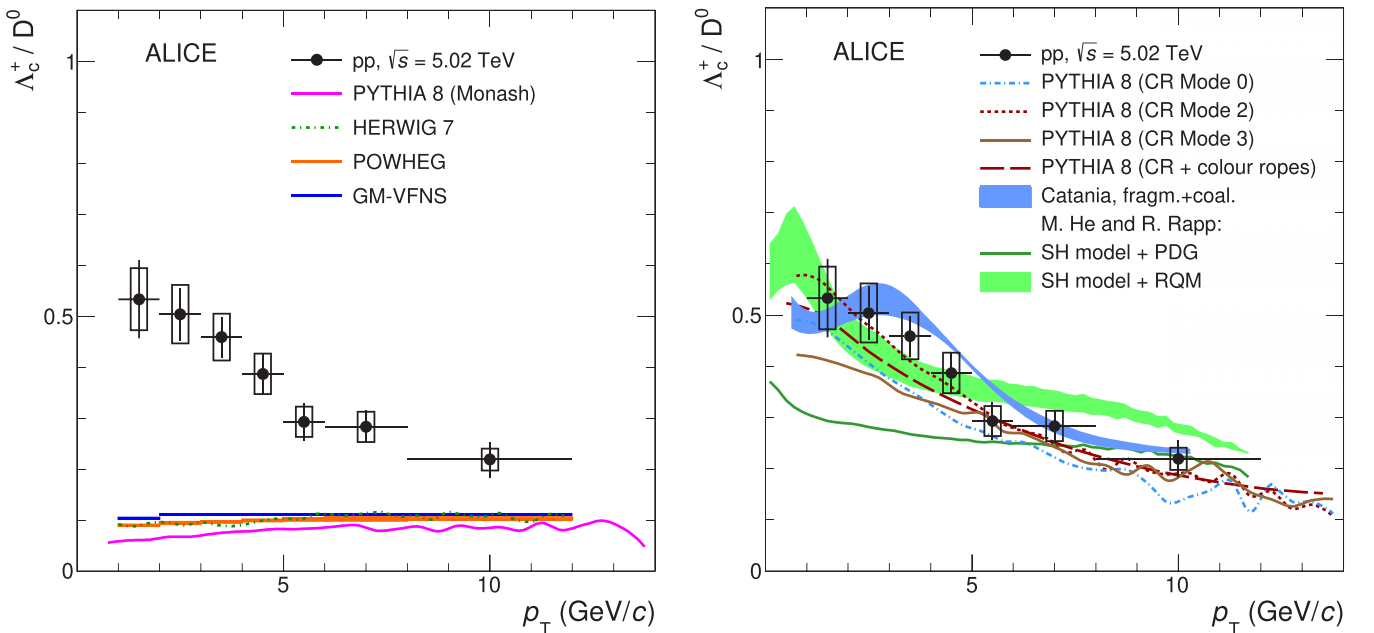 Λc+ / D0
ALICE
pp, √s = 5.02 TeV
PYTHIA 8 (Monash)
HERWIG 7
POWHEG
GM-VFNS
1
0.5
0
5
10
pT (GeV/c)
Λc+ / D0
ALICE
pp, √s = 5.02 TeV
PYTHIA 8 (CR Mode 0)
PYTHIA 8 (CR Mode 2)
PYTHIA 8 (CR Mode 3)
PYTHIA 8 (CR + colour ropes)
Catania, fragm.+coal.
M. He and R. Rapp:
SH model + PDG
SH model + RQM
1
0.5
0
5
10
pT (GeV/c)